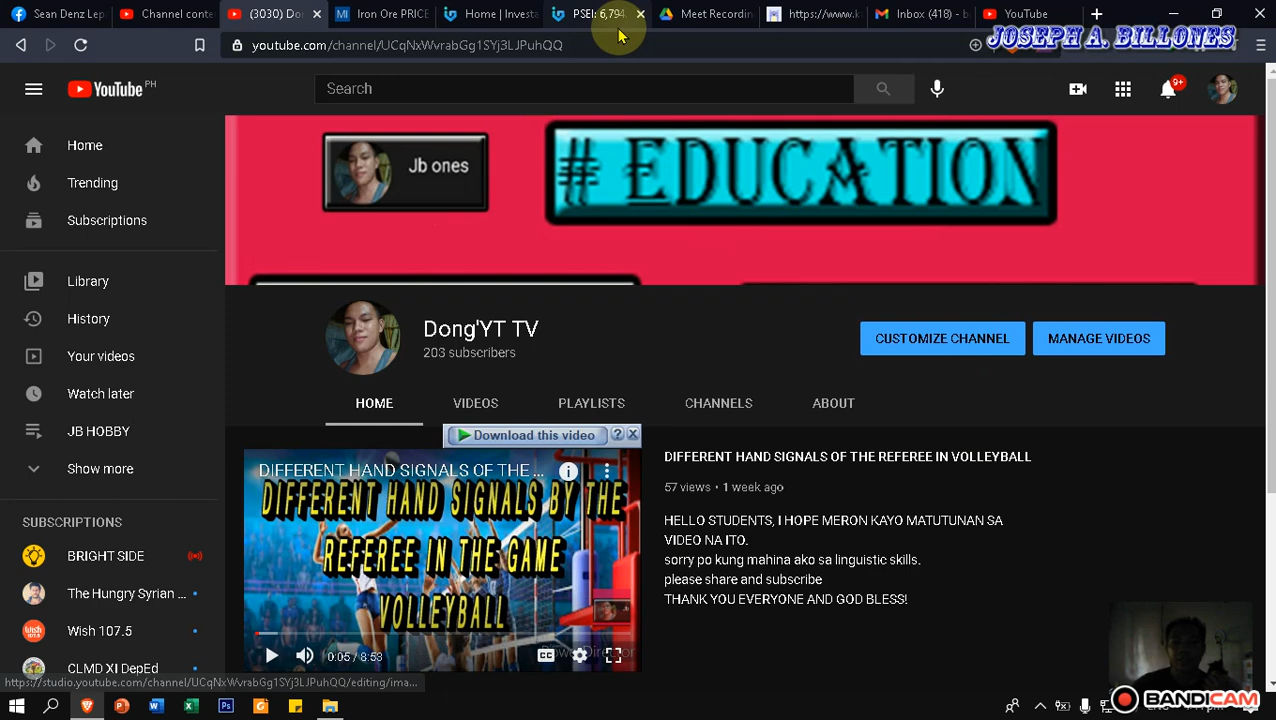 Sean Diez Lep
Channel conte
(3030) Do
Iron Ore PRICE
Home | Invest
PSEI: 6,794.
Meet Recordin
https://www.k
Inbox (418) - b
YouTube
youtube.com/channel/UCqNxWvrabGg1SYj3LJPuhQQ
JOSEPH A. BILLONES
YouTube PH
Search
9+
Home
Trending
Subscriptions
Library
History
Your videos
Watch later
JB HOBBY
Show more
SUBSCRIPTIONS
BRIGHT SIDE
The Hungry Syrian ...
Wish 107.5
CLMD XI DepEd
Jb ones
# EDUCATION
Dong'YT TV
203 subscribers
CUSTOMIZE CHANNEL
MANAGE VIDEOS
HOME
VIDEOS
PLAYLISTS
CHANNELS
ABOUT
Download this video
?
DIFFERENT HAND SIGNALS OF THE ...
DIFFERENT HAND SIGNALS BY THE
REFEREE IN THE GAME
VOLLEYBALL
0:05 / 8:53
CC
DIFFERENT HAND SIGNALS OF THE REFEREE IN VOLLEYBALL
57 views • 1 week ago
HELLO STUDENTS, I HOPE MERON KAYO MATUTUNAN SA
VIDEO NA ITO.
sorry po kung mahina ako sa linguistic skills.
please share and subscribe
THANK YOU EVERYONE AND GOD BLESS!
https://studio.youtube.com/channel/UCqNxWvrabGg1SYj3LJPuhQQ/editing/ima...
BANDICAM